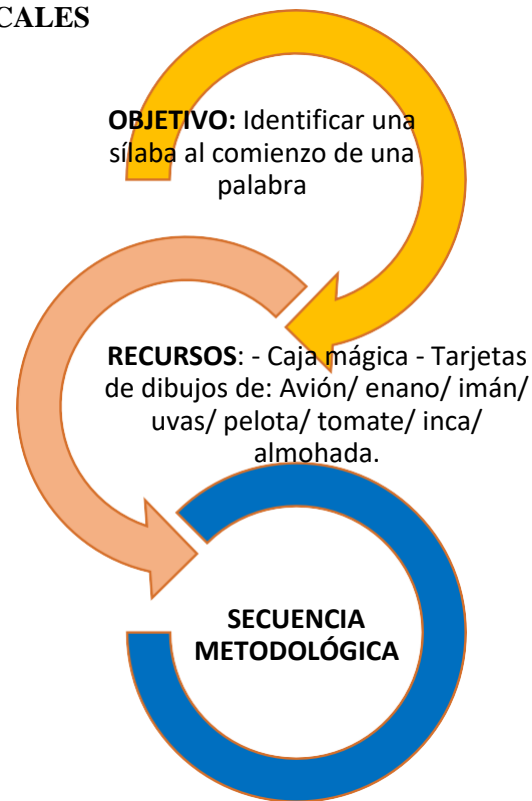 CALES
OBJETIVO: Identificar una
sílaba al comienzo de una
palabra
RECURSOS: - Caja mágica - Tarjetas
de dibujos de: Avión/ enano/ imán/
uvas/ pelota/ tomate/ inca/
almohada.
SECUENCIA
METODOLÓGICA